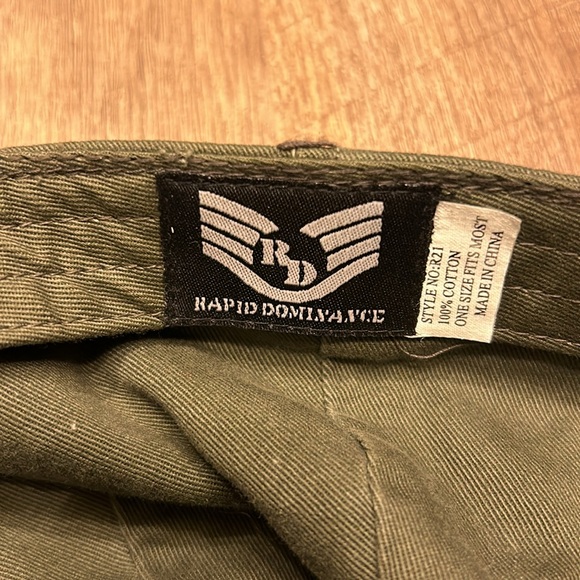 RD
RAPID DOMINANCE
STYLE NO:R21
100% COTTON
ONE SIZE FITS MOST
MADE IN CHINA